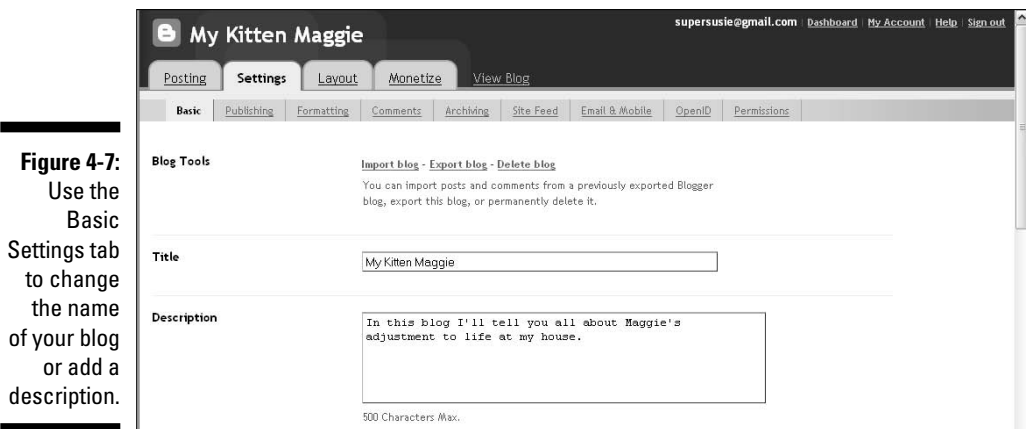 My Kitten Maggie
supersusie@gmail.com | Dashboard | My Account | Help | Sign out
Posting Settings Layout Monetize View Blog
Basic Publishing Formatting Comments Archiving Site Feed Email & Mobile OpenID Permissions
Figure 4-7:
Use the
Basic
Settings tab
to change
the name
of your blog
or add a
description.
Blog Tools
Import blog - Export blog - Delete blog
You can import posts and comments from a previously exported Blogger
blog, export this blog, or permanently delete it.
Title
My Kitten Maggie
Description
In this blog I'll tell you all about Maggie's
adjustment to life at my house.
500 Characters Max.